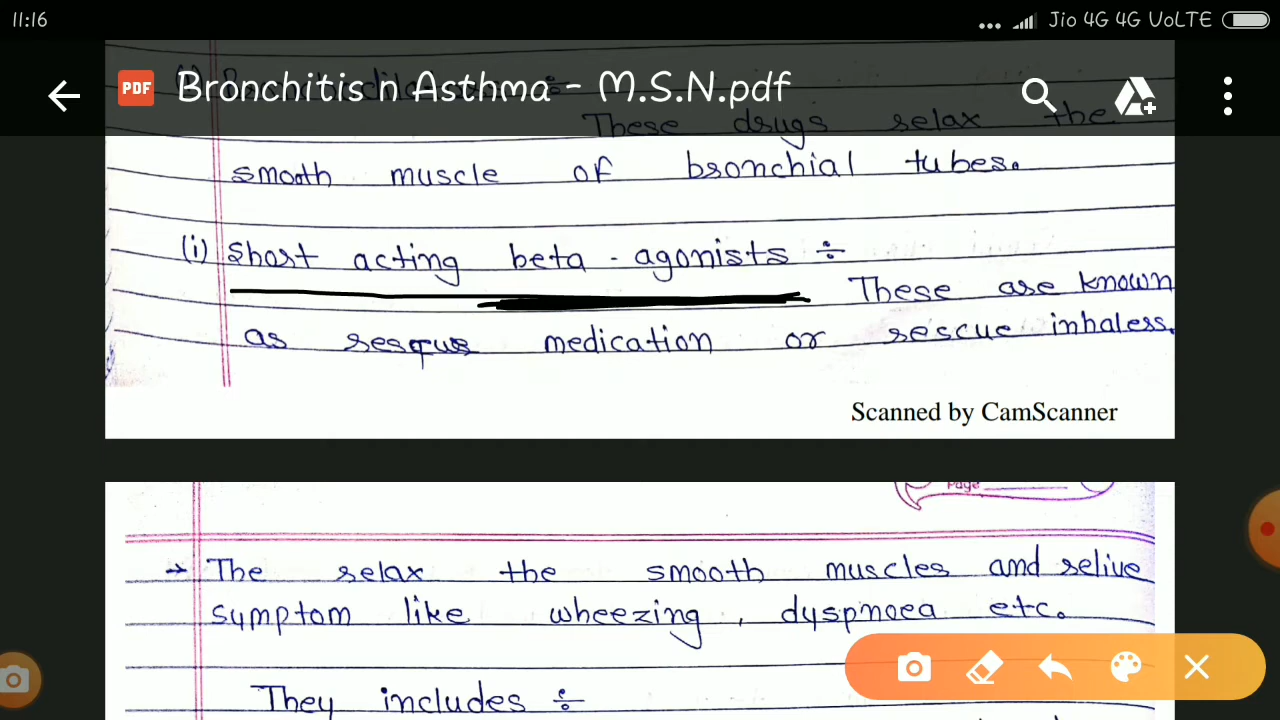 11:16
Jio 4G 4G VoLTE
PDF
Bronchitis n Asthma - M.S.N.pdf
These drugs relax the
smooth muscle of bronchial tubes.
(i) Short acting beta - agonists ÷
These are known
as medication or rescue inhalers.
Scanned by CamScanner
Page
→ The relax the smooth muscles and relive
symptom like wheezing, dyspnoea etc.
They includes ÷